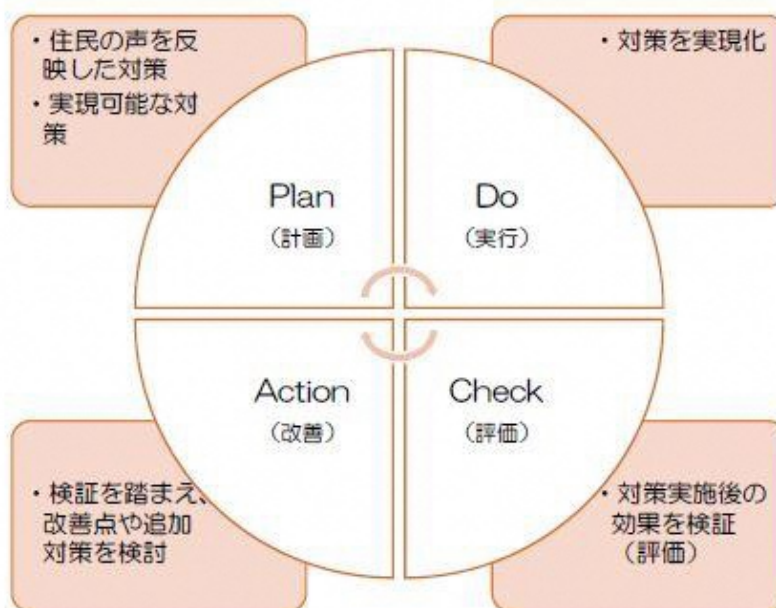 ・住民の声を反
映した対策
・実現可能な対
策
・対策を実現化
Plan
（計画）
Do
（実行）
Action
（改善）
Check
（評価）
・検証を踏まえ、
改善点や追加
対策を検討
・対策実施後の
効果を検証
（評価）